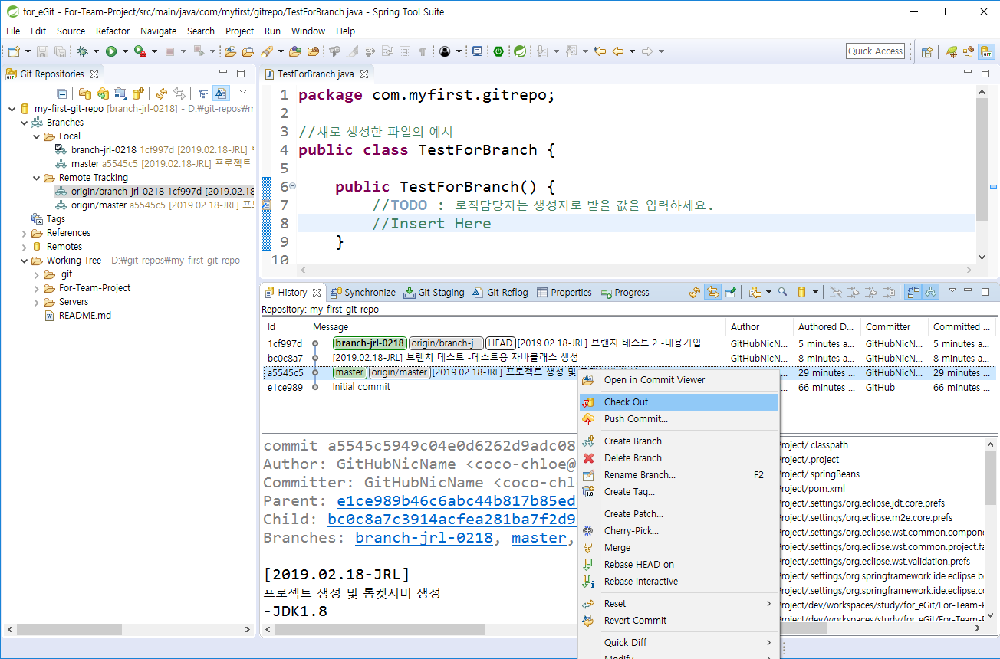 for_eGit - For-Team-Project/src/main/java/com/myfirst/gitrepo/TestForBranch.java - Spring Tool Suite
File Edit Source Refactor Navigate Search Project Run Window Help
Quick Access
Git Repositories
my-first-git-repo [branch-jrl-0218] - D:₩git-repos₩m
Branches
Local
branch-jrl-0218 1cf997d [2019.02.18-JRL]
master a5545c5 [2019.02.18-JRL] 프로젝트
Remote Tracking
origin/branch-jrl-0218 1cf997d [2019.02.18
origin/master a5545c5 [2019.02.18-JRL]
Tags
References
Remotes
Working Tree - D:₩git-repos₩my-first-git-repo
.git
For-Team-Project
Servers
README.md
TestForBranch.java
1 package com.myfirst.gitrepo;
2
3 //새로 생성한 파일의 예시
4 public class TestForBranch {
5
6 public TestForBranch() {
7 //TODO : 로직담당자는 생성자로 받을 값을 입력하세요.
8 //Insert Here
9 }
10
History Synchronize Git Staging Git Reflog Properties Progress
Repository: my-first-git-repo
Id Message Author Authored D... Committer Committed ...
1cf997d branch-jrl-0218 origin/branch-j... HEAD [2019.02.18-JRL] 브랜치 테스트 2 -내용기입 GitHubNicN... 5 minutes a... GitHubNicN... 5 minutes a...
bc0c8a7 [2019.02.18-JRL] 브랜치 테스트 -테스트용 자바클래스 생성 GitHubNicN... 8 minutes a... GitHubNicN... 8 minutes a...
a5545c5 master origin/master [2019.02.18-JRL] 프로젝트 생성 및 29 minutes ... GitHubNicN... 29 minutes ...
e1ce989 Initial commit 66 minutes ... GitHub 66 minutes ...
commit a5545c5949c04e0d6262d9adc08
Author: GitHubNicName <coco-chloe@
Committer: GitHubNicName <coco-chl
Parent: e1ce989b46c6abc44b817b85ed
Child: bc0c8a7c3914acfea281ba7f2d9
Branches: branch-jrl-0218, master,
[2019.02.18-JRL]
프로젝트 생성 및 톰켓서버 생성
-JDK1.8
Open in Commit Viewer
Check Out
Push Commit...
Create Branch...
Delete Branch
Rename Branch... F2
Create Tag...
Create Patch...
Cherry-Pick...
Merge
Rebase HEAD on
Rebase Interactive
Reset
Revert Commit
Quick Diff
Modify
Project/.classpath
Project/.project
Project/.springBeans
Project/pom.xml
Project/.settings/org.eclipse.jdt.core.prefs
Project/.settings/org.eclipse.m2e.core.prefs
Project/.settings/org.eclipse.wst.common.compone
Project/.settings/org.eclipse.wst.common.project.fa
Project/.settings/org.eclipse.wst.validation.prefs
Project/.settings/org.springframework.ide.eclipse.b
Project/.settings/org.springframework.ide.eclipse.co
Project/dev/workspaces/study/for_eGit/For-Team-P
Project/dev/workspaces/study/for_eGit/For-Team-P